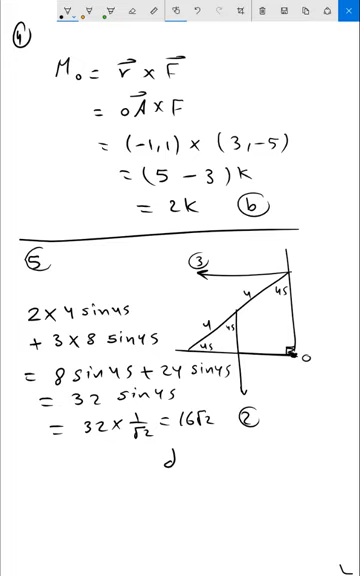 ④
M₀ = r⃗ × F⃗
= OA⃗ × F
= (-1,1) × (3,-5)
= (5 - 3)k
= 2k ⓑ
⑤
③
4
45
4
45
45
O
②
2×4 sin45
+ 3×8 sin45
= 8 sin45 + 24 sin45
= 32 sin45
= 32 × 1/√2 = 16√2
d